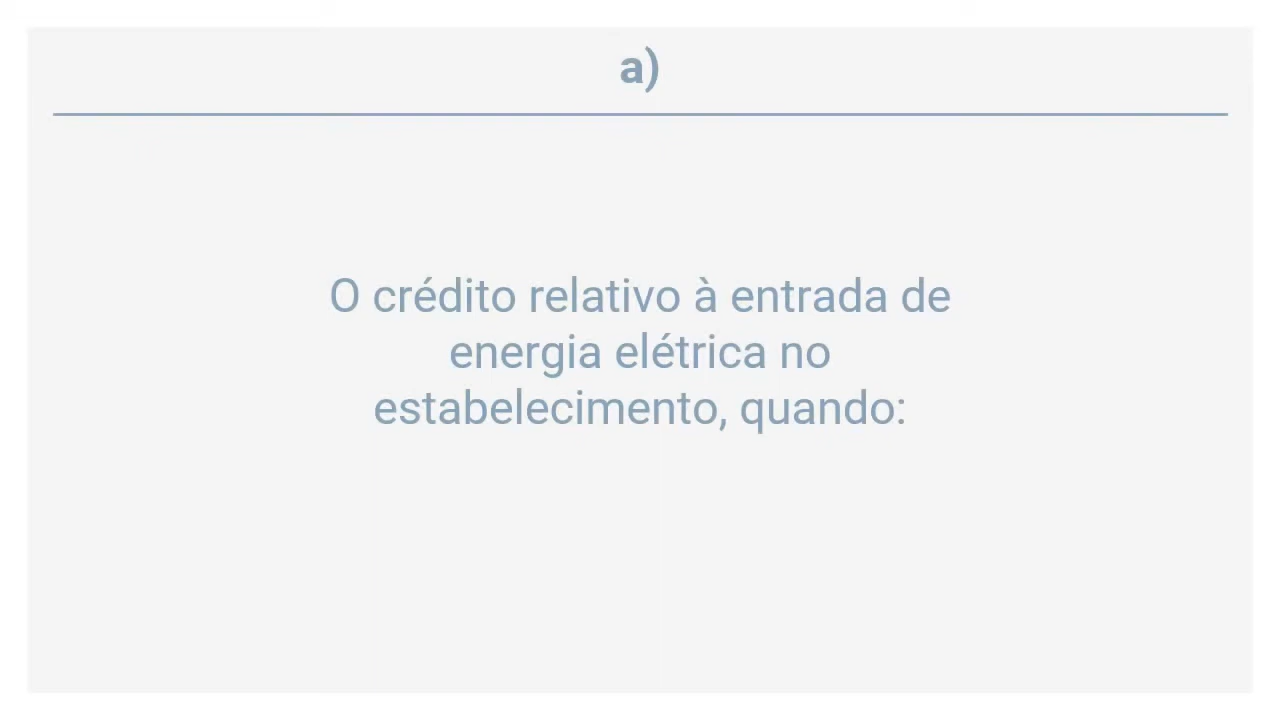 a)
O crédito relativo à entrada de
energia elétrica no
estabelecimento, quando: